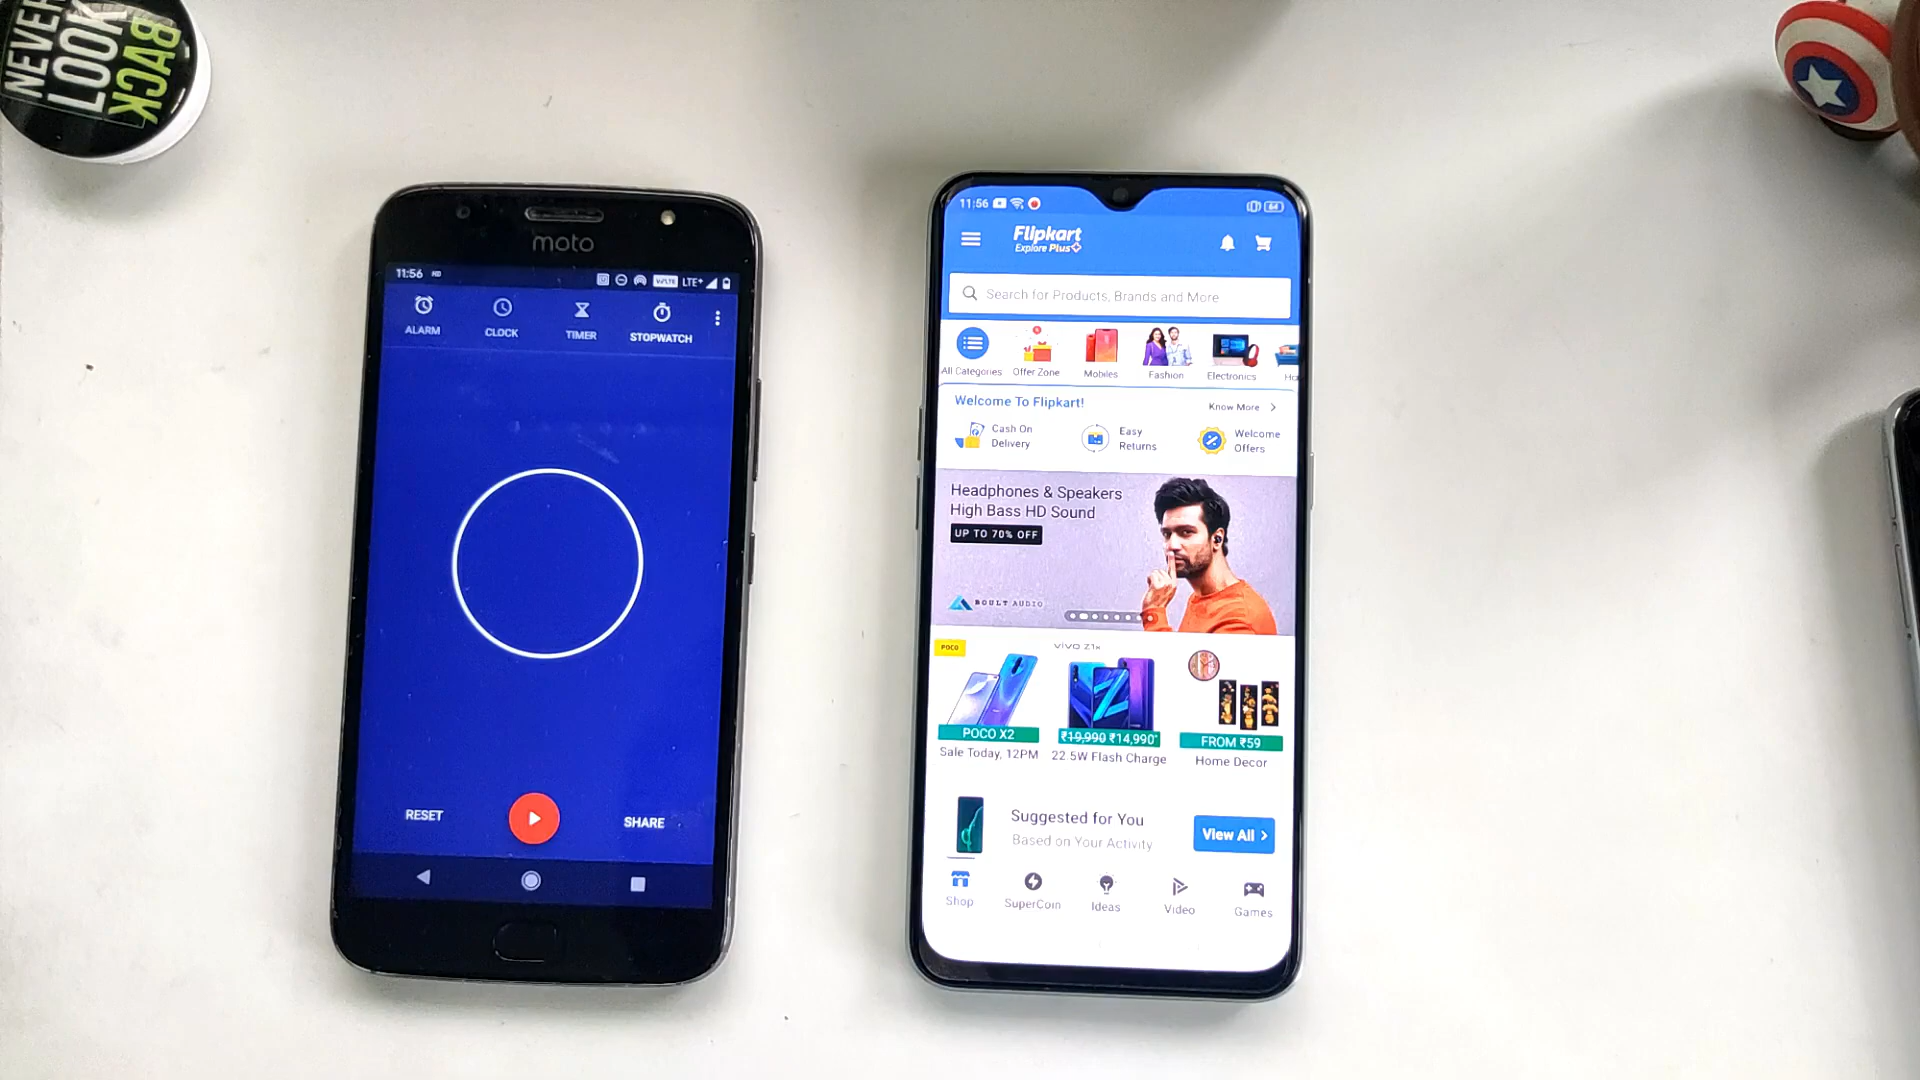 NEVER
LOOK
BACK
moto
11:56
VoLTE LTE+
ALARM
CLOCK
TIMER
STOPWATCH
RESET
SHARE
11:56
64
Flipkart
Explore Plus
Search for Products, Brands and More
All Categories
Offer Zone
Mobiles
Fashion
Electronics
Ho
Welcome To Flipkart!
Know More
Cash On
Delivery
Easy
Returns
Welcome
Offers
Headphones & Speakers
High Bass HD Sound
UP TO 70% OFF
BOULT AUDIO
POCO
vivo Z1x
POCO X2
₹19,990 ₹14,990*
FROM ₹59
Sale Today, 12PM
22.5W Flash Charge
Home Decor
Suggested for You
Based on Your Activity
View All
Shop
SuperCoin
Ideas
Video
Games